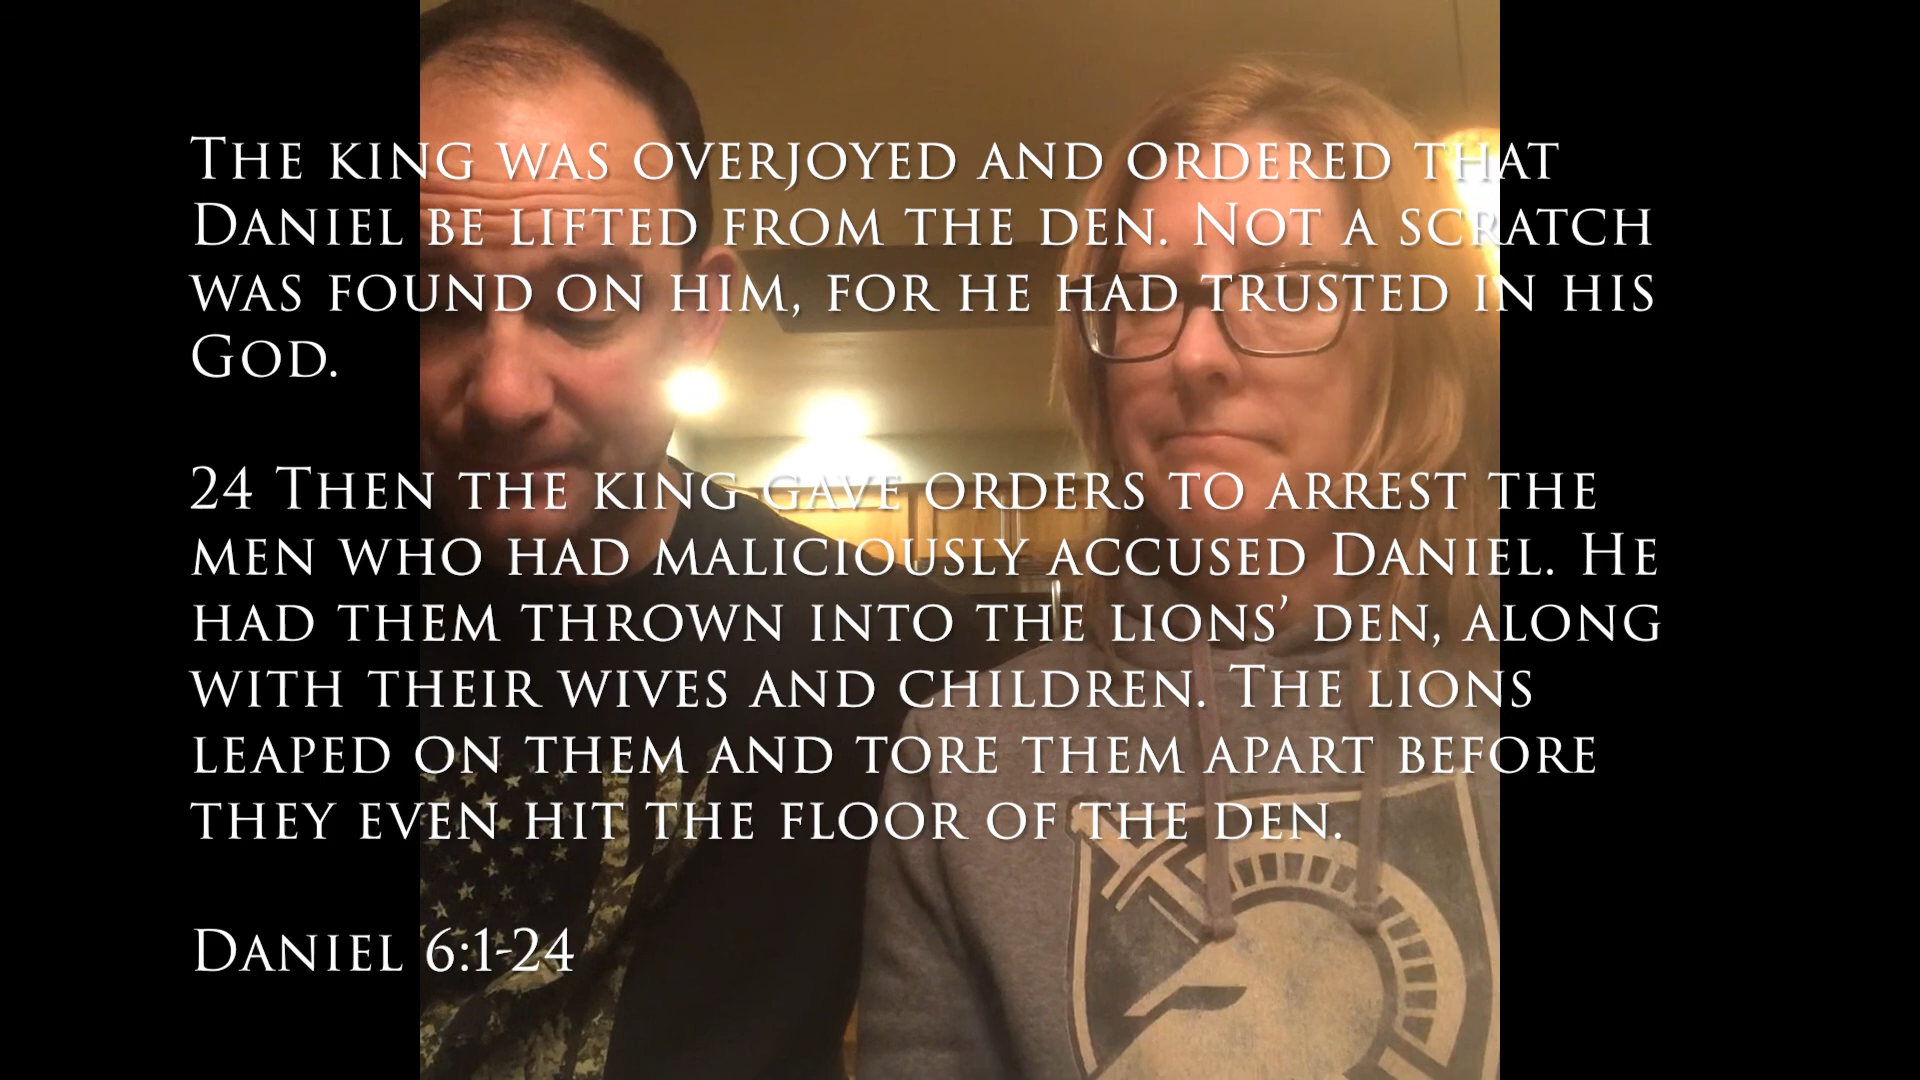 The king was overjoyed and ordered that
Daniel be lifted from the den. Not a scratch
was found on him, for he had trusted in his
God.
24 Then the king gave orders to arrest the
men who had maliciously accused Daniel. He
had them thrown into the lions’ den, along
with their wives and children. The lions
leaped on them and tore them apart before
they even hit the floor of the den.
Daniel 6:1-24